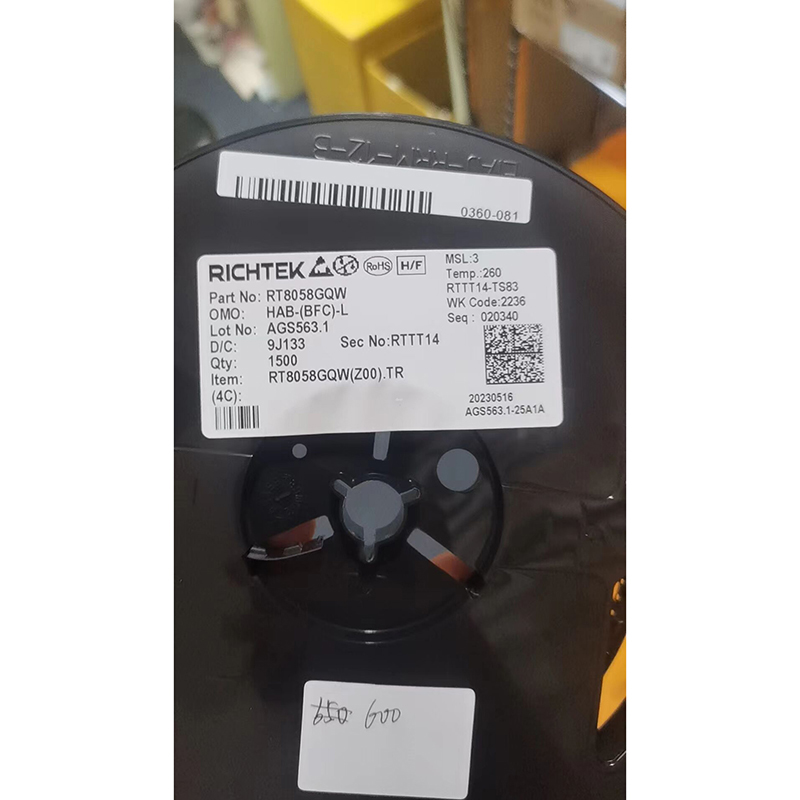 0360-081
RICHTEK RoHS H/F
MSL:3
Temp.:260
RTTT14-TS83
WK Code:2236
Seq : 020340
Part No: RT8058GQW
OMO: HAB-(BFC)-L
Lot No: AGS563.1
D/C: 9J133 Sec No:RTTT14
Qty: 1500
Item: RT8058GQW(Z00).TR
(4C):
20230516
AGS563.1-25A1A
650 600